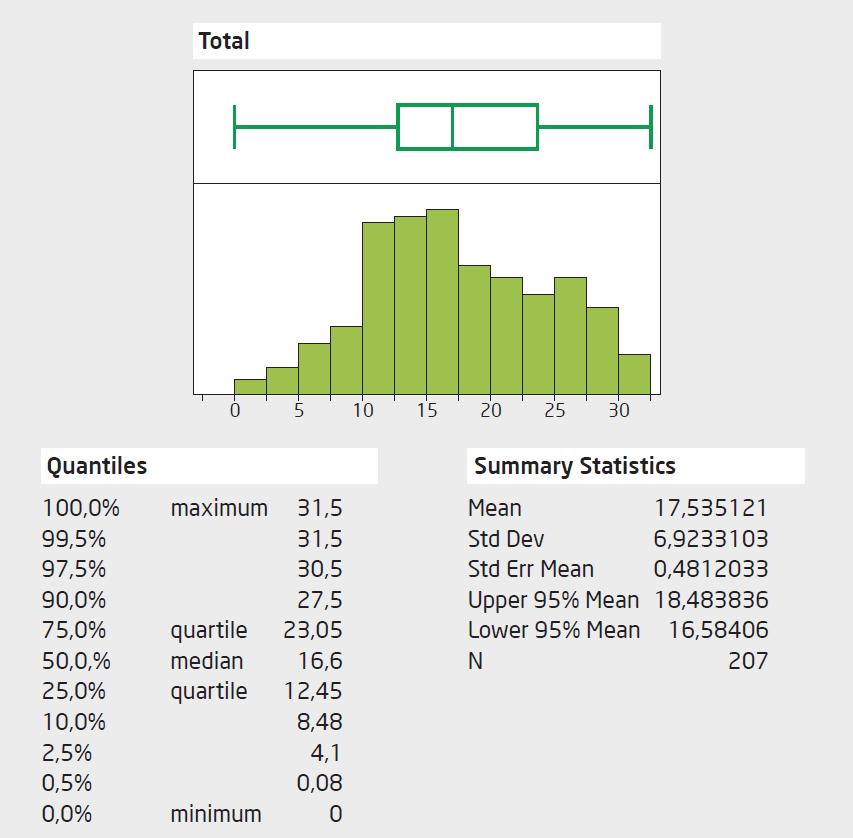 Total
0 5 10 15 20 25 30
Quantiles
100,0% maximum 31,5
99,5% 31,5
97,5% 30,5
90,0% 27,5
75,0% quartile 23,05
50,0,% median 16,6
25,0% quartile 12,45
10,0% 8,48
2,5% 4,1
0,5% 0,08
0,0% minimum 0
Summary Statistics
Mean 17,535121
Std Dev 6,9233103
Std Err Mean 0,4812033
Upper 95% Mean 18,483836
Lower 95% Mean 16,58406
N 207